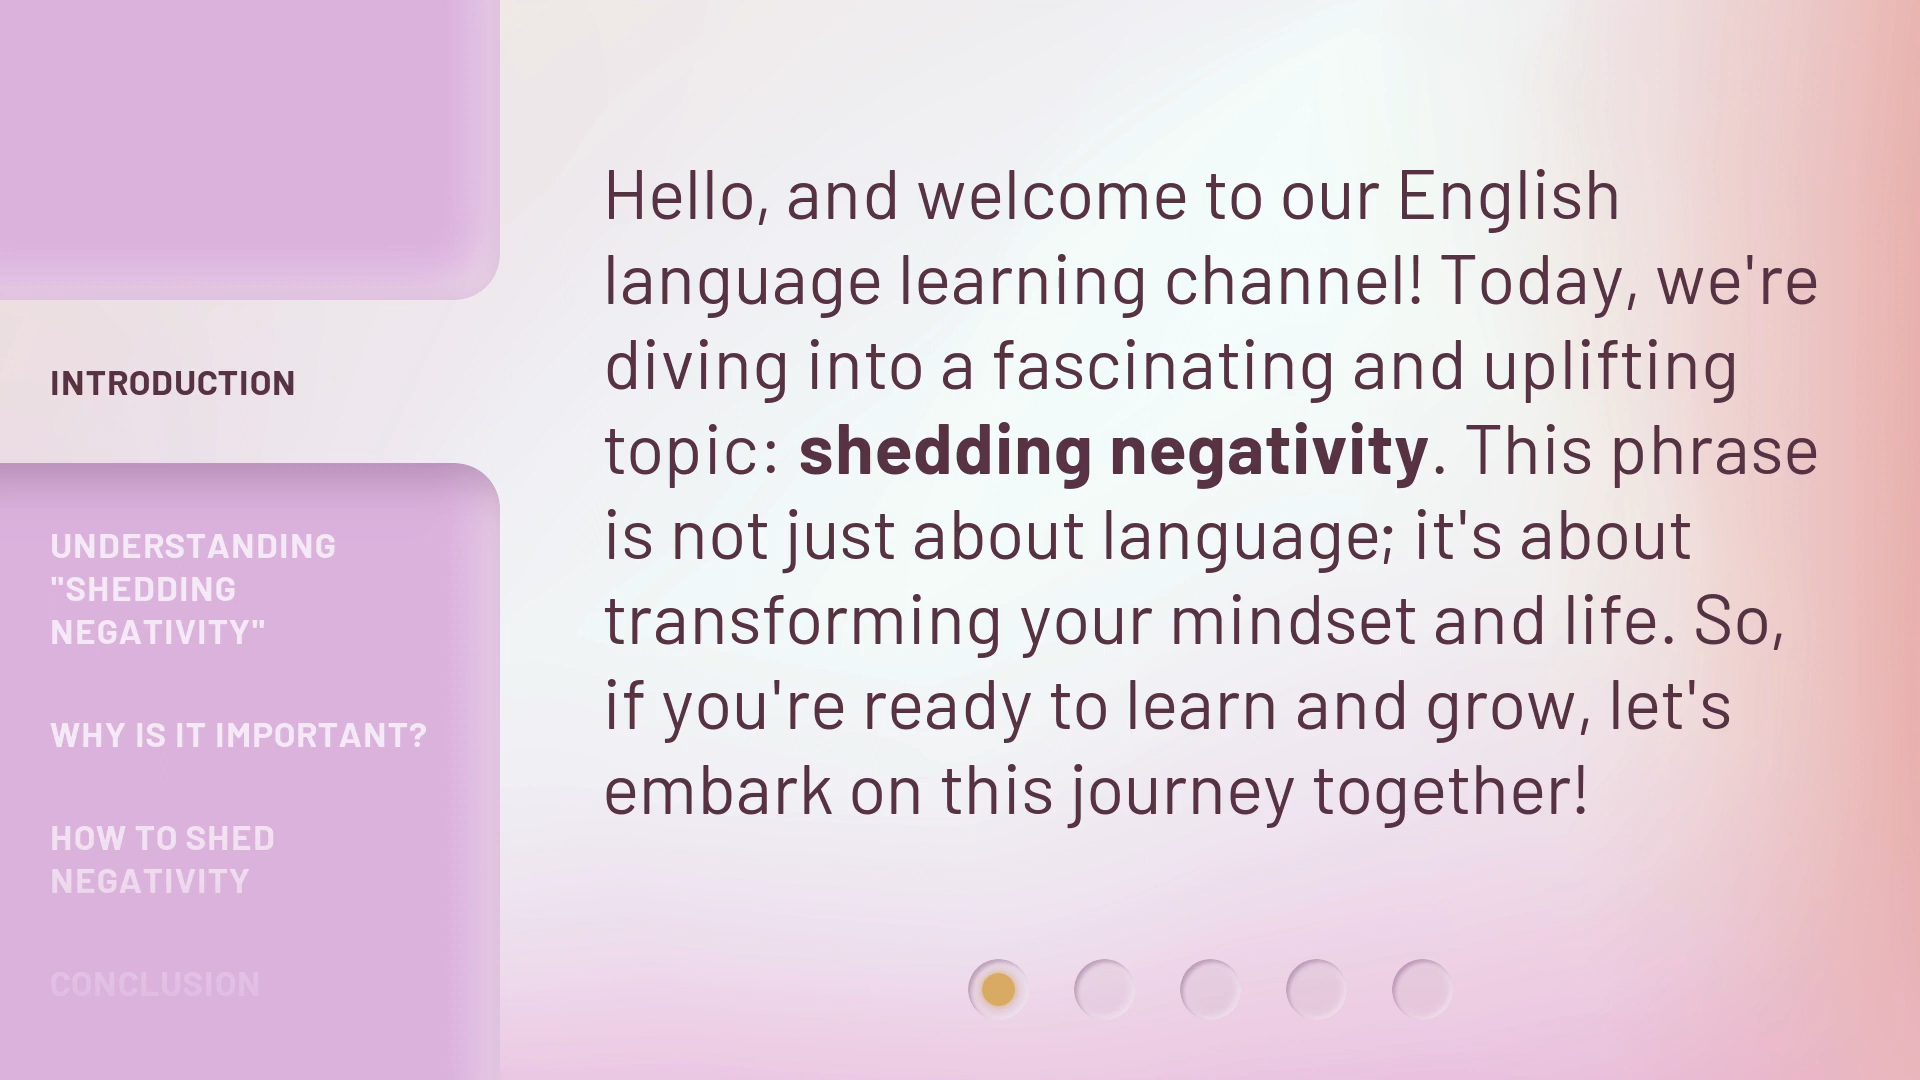 INTRODUCTION
UNDERSTANDING
"SHEDDING
NEGATIVITY"
WHY IS IT IMPORTANT?
HOW TO SHED
NEGATIVITY
CONCLUSION
Hello, and welcome to our English
language learning channel! Today, we're
diving into a fascinating and uplifting
topic: shedding negativity. This phrase
is not just about language; it's about
transforming your mindset and life. So,
if you're ready to learn and grow, let's
embark on this journey together!